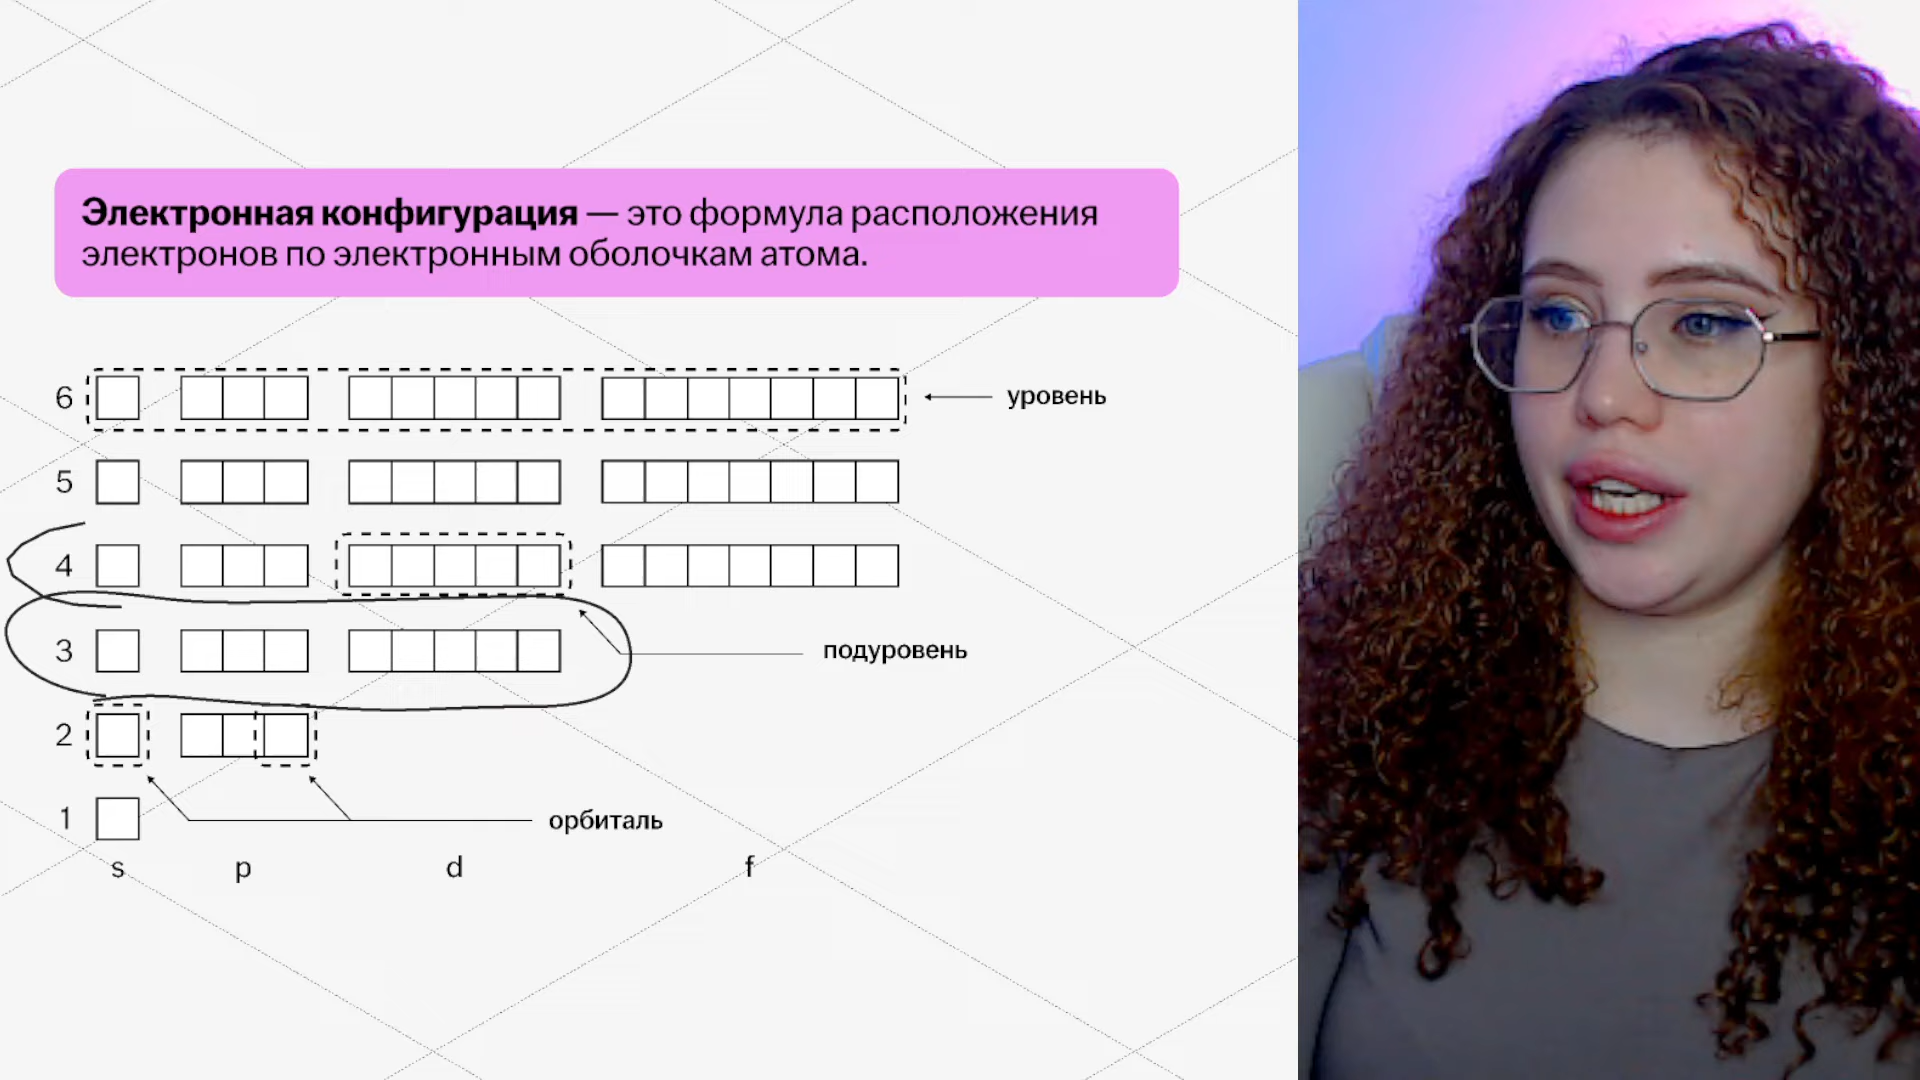 Электронная конфигурация — это формула расположения
электронов по электронным оболочкам атома.
6
уровень
5
4
3
подуровень
2
1
орбиталь
s p d f